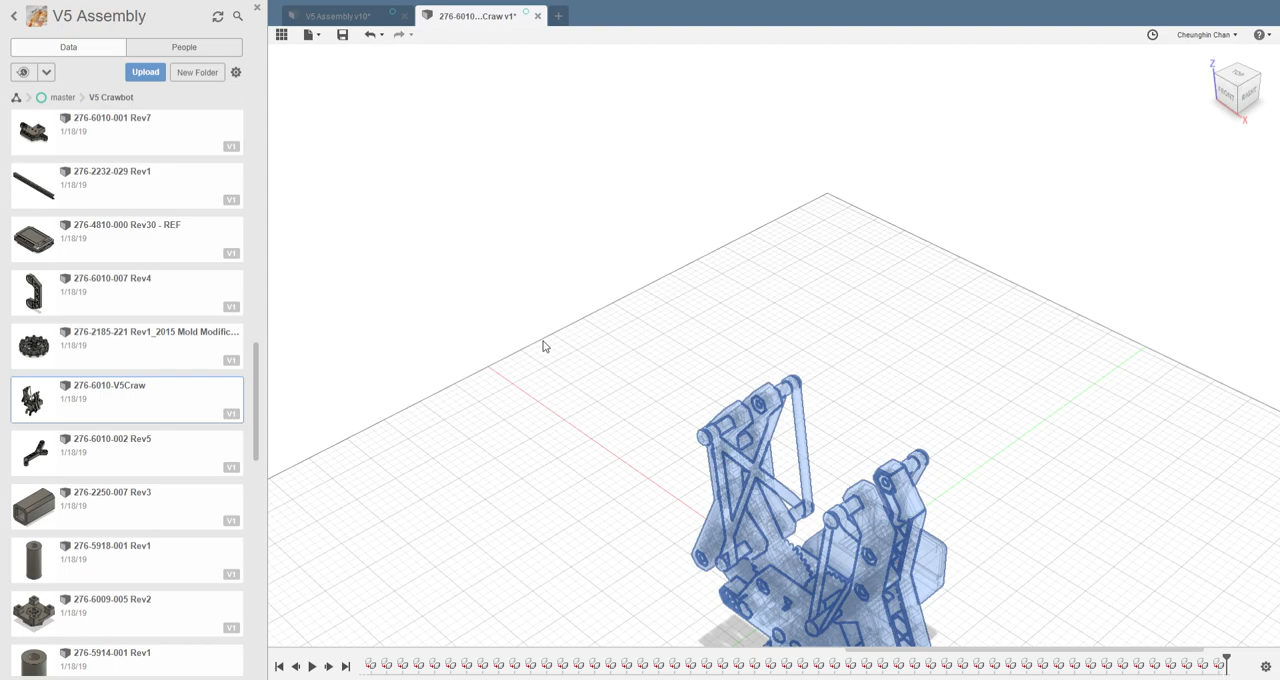 V5 Assembly
V5 Assembly v10*
276-6010...Craw v1*
Cheunghin Chan
Data
People
Upload
New Folder
master
V5 Crawbot
276-6010-001 Rev7
1/18/19
V1
276-2232-029 Rev1
1/18/19
V1
276-4810-000 Rev30 - REF
1/18/19
V1
276-6010-007 Rev4
1/18/19
V1
276-2185-221 Rev1_2015 Mold Modific...
1/18/19
V1
276-6010-V5Craw
1/18/19
V1
276-6010-002 Rev5
1/18/19
V1
276-2250-007 Rev3
1/18/19
V1
276-5918-001 Rev1
1/18/19
V1
276-6009-005 Rev2
1/18/19
V1
276-5914-001 Rev1
1/18/19
V1
Z
TOP
FRONT
RIGHT
X